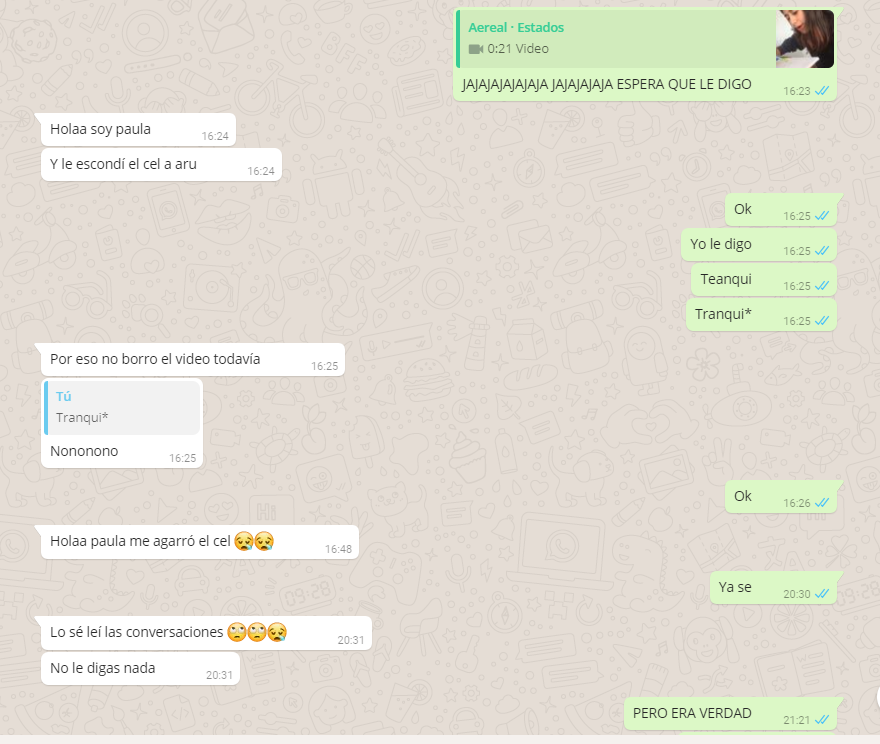 Aereal · Estados
0:21 Video
JAJAJAJAJAJAJA JAJAJAJAJA ESPERA QUE LE DIGO
16:23
Holaa soy paula
16:24
Y le escondí el cel a aru
16:24
Ok
16:25
Yo le digo
16:25
Teanqui
16:25
Tranqui*
16:25
Por eso no borro el video todavía
16:25
Tú
Tranqui*
Nononono
16:25
Ok
16:26
Holaa paula me agarró el cel 😪😪
16:48
Ya se
20:30
Lo sé leí las conversaciones 🙄🙄😪
20:31
No le digas nada
20:31
PERO ERA VERDAD
21:21